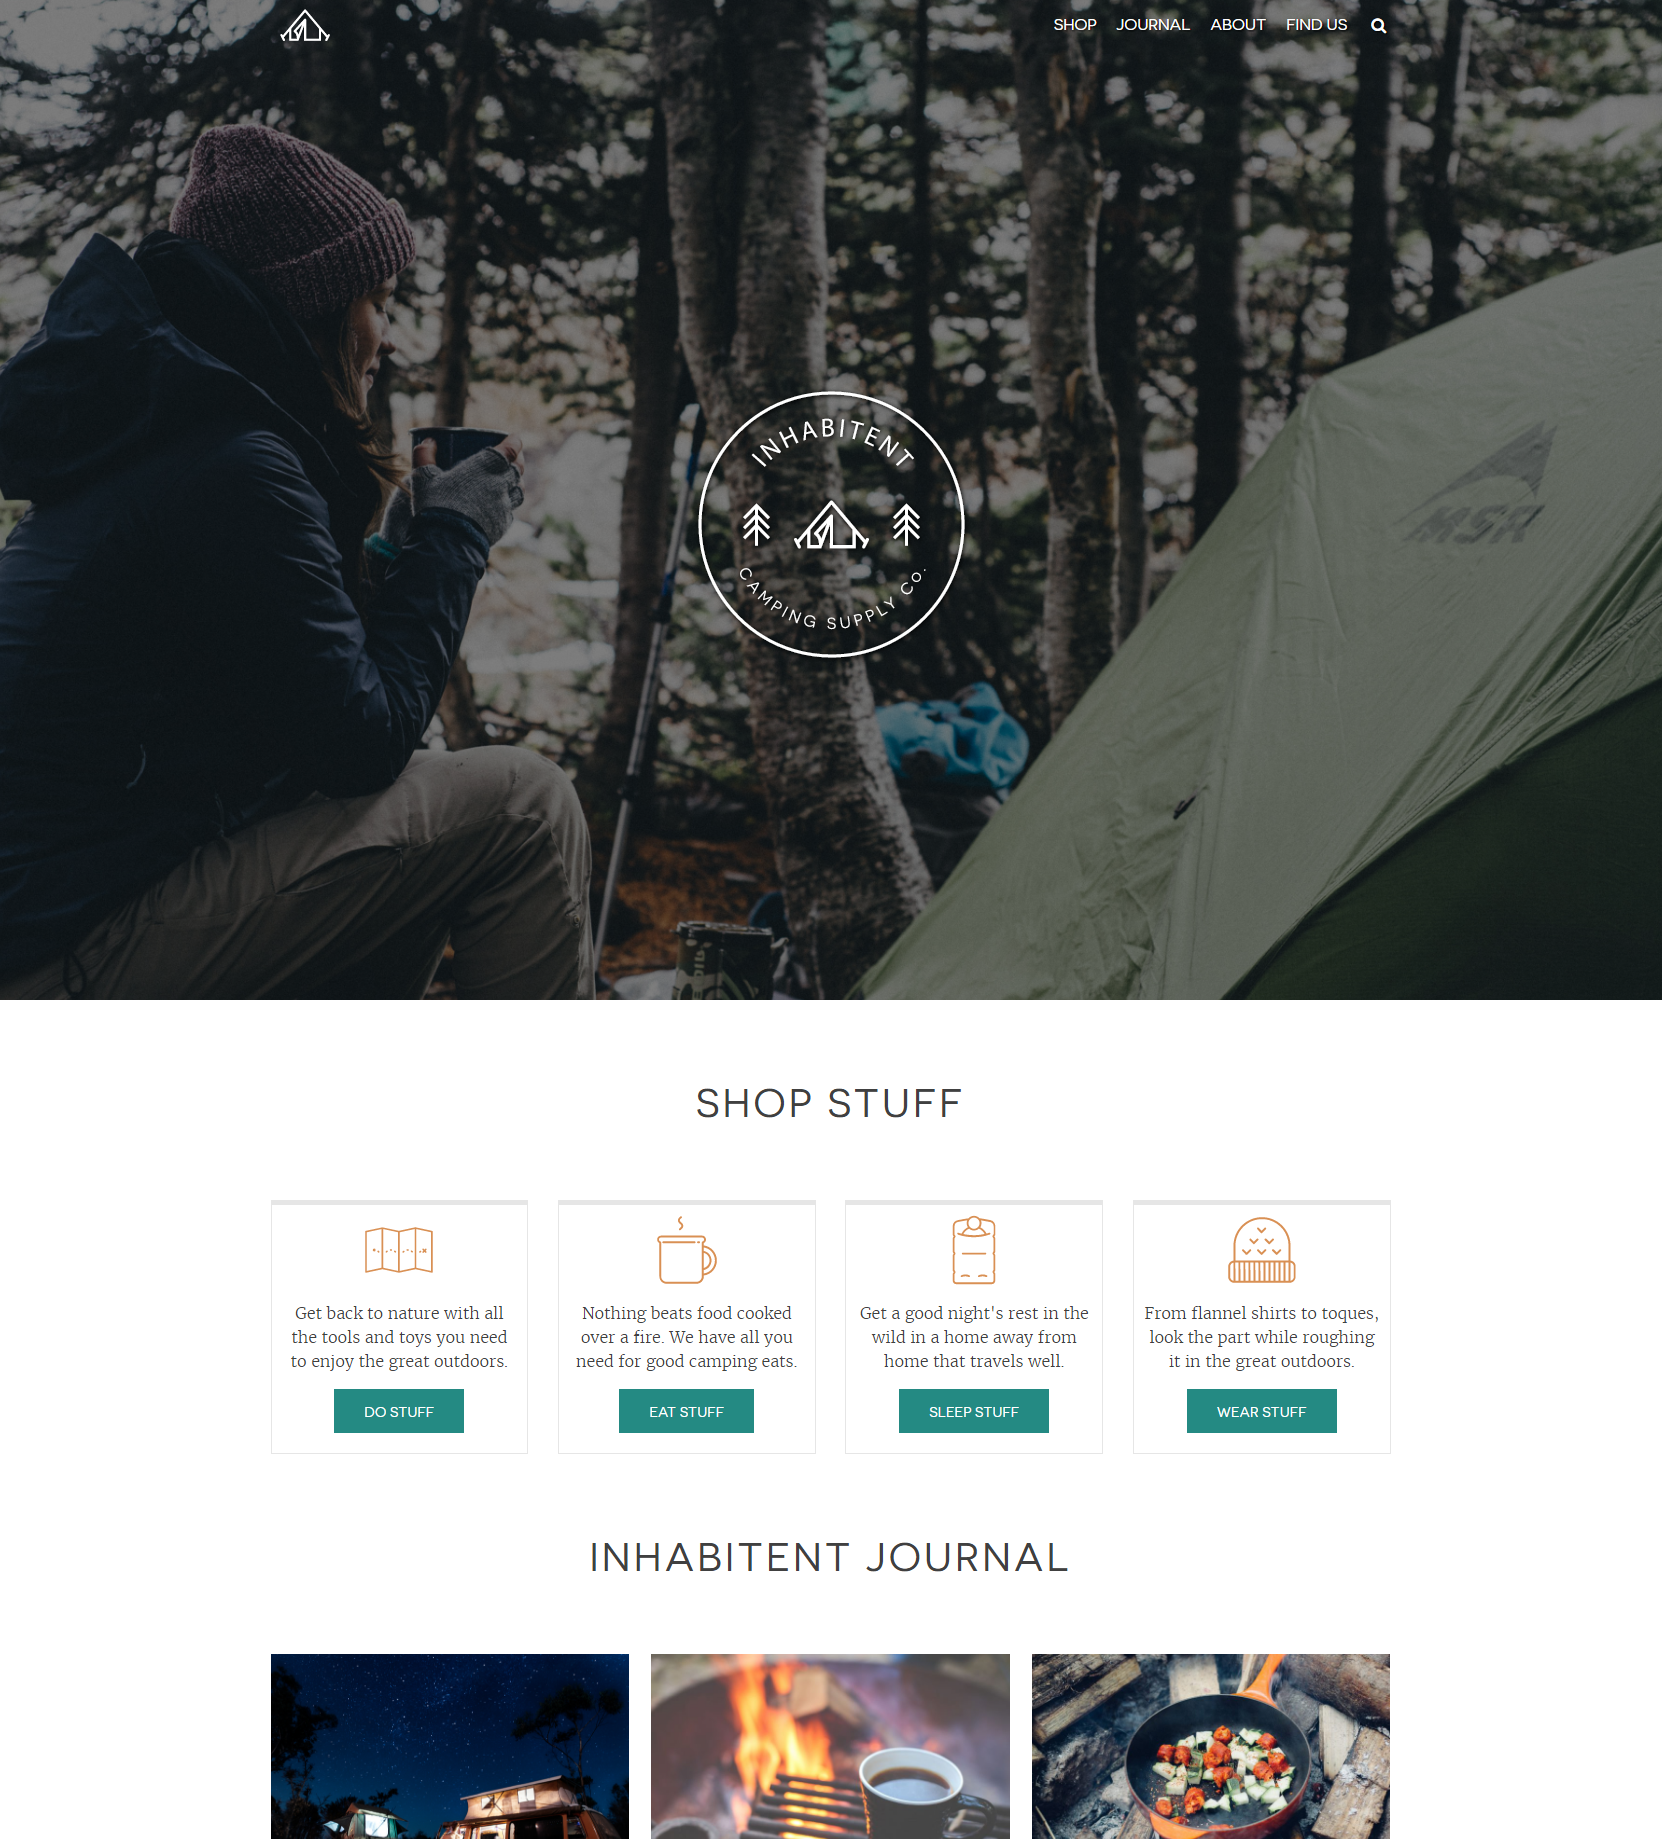 SHOP JOURNAL ABOUT FIND US
INHABITENT
CAMPING SUPPLY Co.
MSR
SHOP STUFF
Get back to nature with all
the tools and toys you need
to enjoy the great outdoors.
DO STUFF
Nothing beats food cooked
over a fire. We have all you
need for good camping eats.
EAT STUFF
Get a good night's rest in the
wild in a home away from
home that travels well.
SLEEP STUFF
From flannel shirts to toques,
look the part while roughing
it in the great outdoors.
WEAR STUFF
INHABITENT JOURNAL